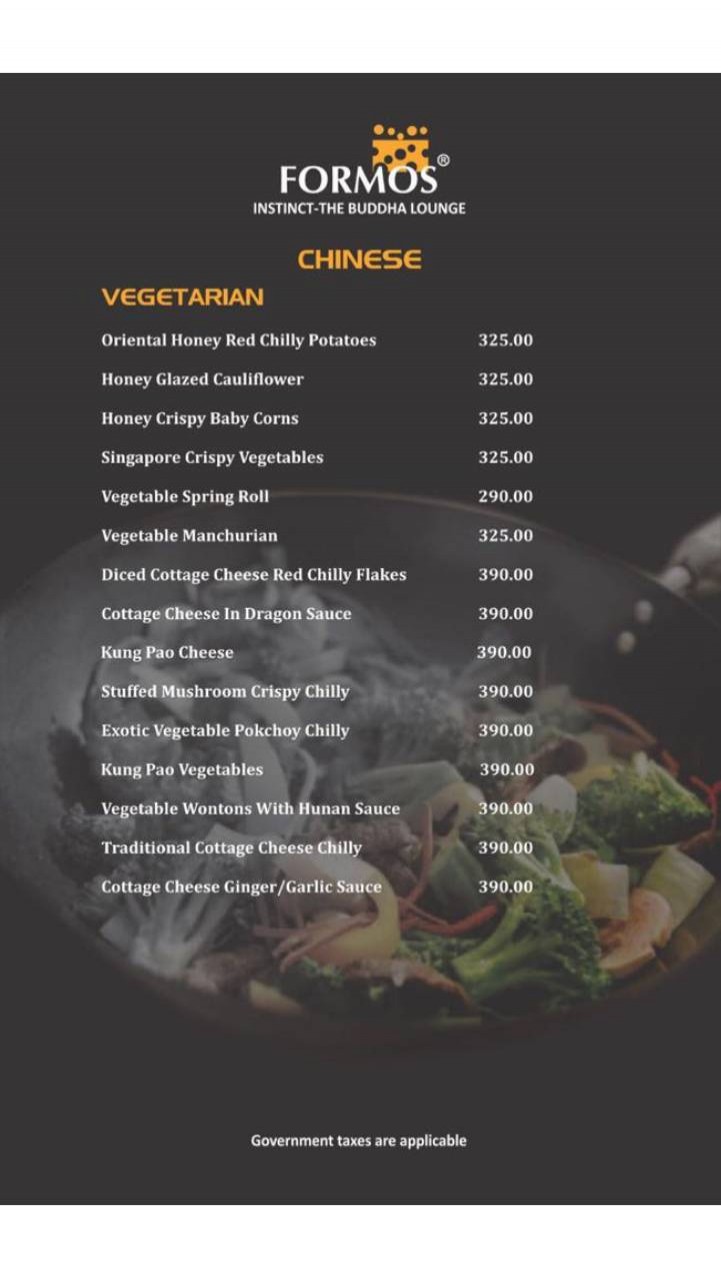 FORMOS®
INSTINCT-THE BUDDHA LOUNGE
CHINESE
VEGETARIAN
Oriental Honey Red Chilly Potatoes 325.00
Honey Glazed Cauliflower 325.00
Honey Crispy Baby Corns 325.00
Singapore Crispy Vegetables 325.00
Vegetable Spring Roll 290.00
Vegetable Manchurian 325.00
Diced Cottage Cheese Red Chilly Flakes 390.00
Cottage Cheese In Dragon Sauce 390.00
Kung Pao Cheese 390.00
Stuffed Mushroom Crispy Chilly 390.00
Exotic Vegetable Pokchoy Chilly 390.00
Kung Pao Vegetables 390.00
Vegetable Wontons With Hunan Sauce 390.00
Traditional Cottage Cheese Chilly 390.00
Cottage Cheese Ginger/Garlic Sauce 390.00
Government taxes are applicable